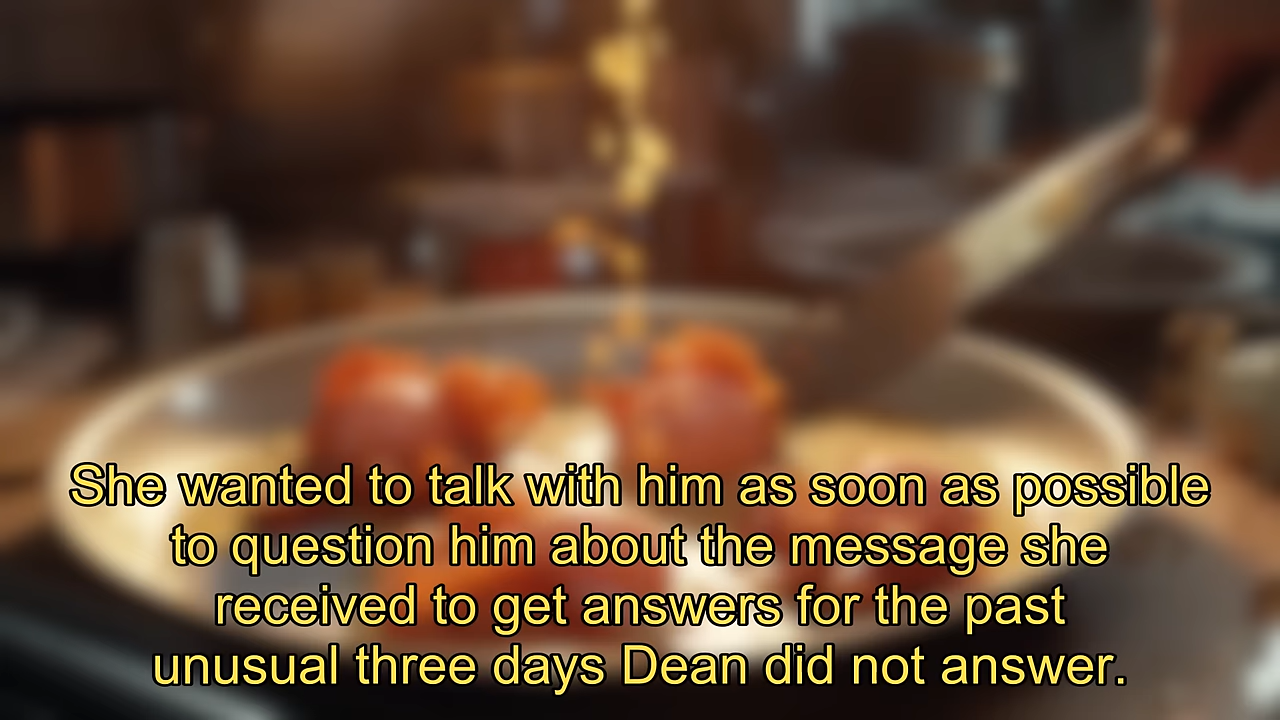 She wanted to talk with him as soon as possible
to question him about the message she
received to get answers for the past
unusual three days Dean did not answer.